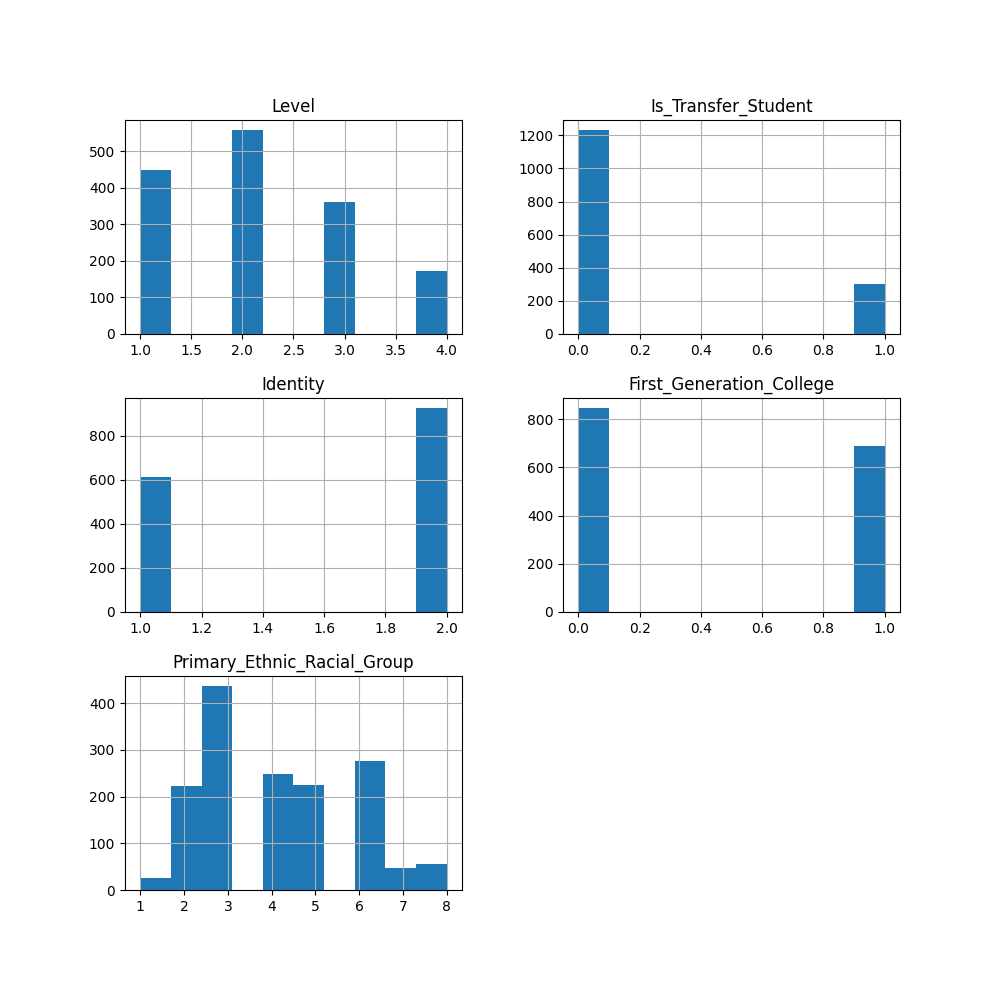 Level
500
400
300
200
100
0
1.0 1.5 2.0 2.5 3.0 3.5 4.0
Is_Transfer_Student
1200
1000
800
600
400
200
0
0.0 0.2 0.4 0.6 0.8 1.0
Identity
800
600
400
200
0
1.0 1.2 1.4 1.6 1.8 2.0
First_Generation_College
800
600
400
200
0
0.0 0.2 0.4 0.6 0.8 1.0
Primary_Ethnic_Racial_Group
400
300
200
100
0
1 2 3 4 5 6 7 8